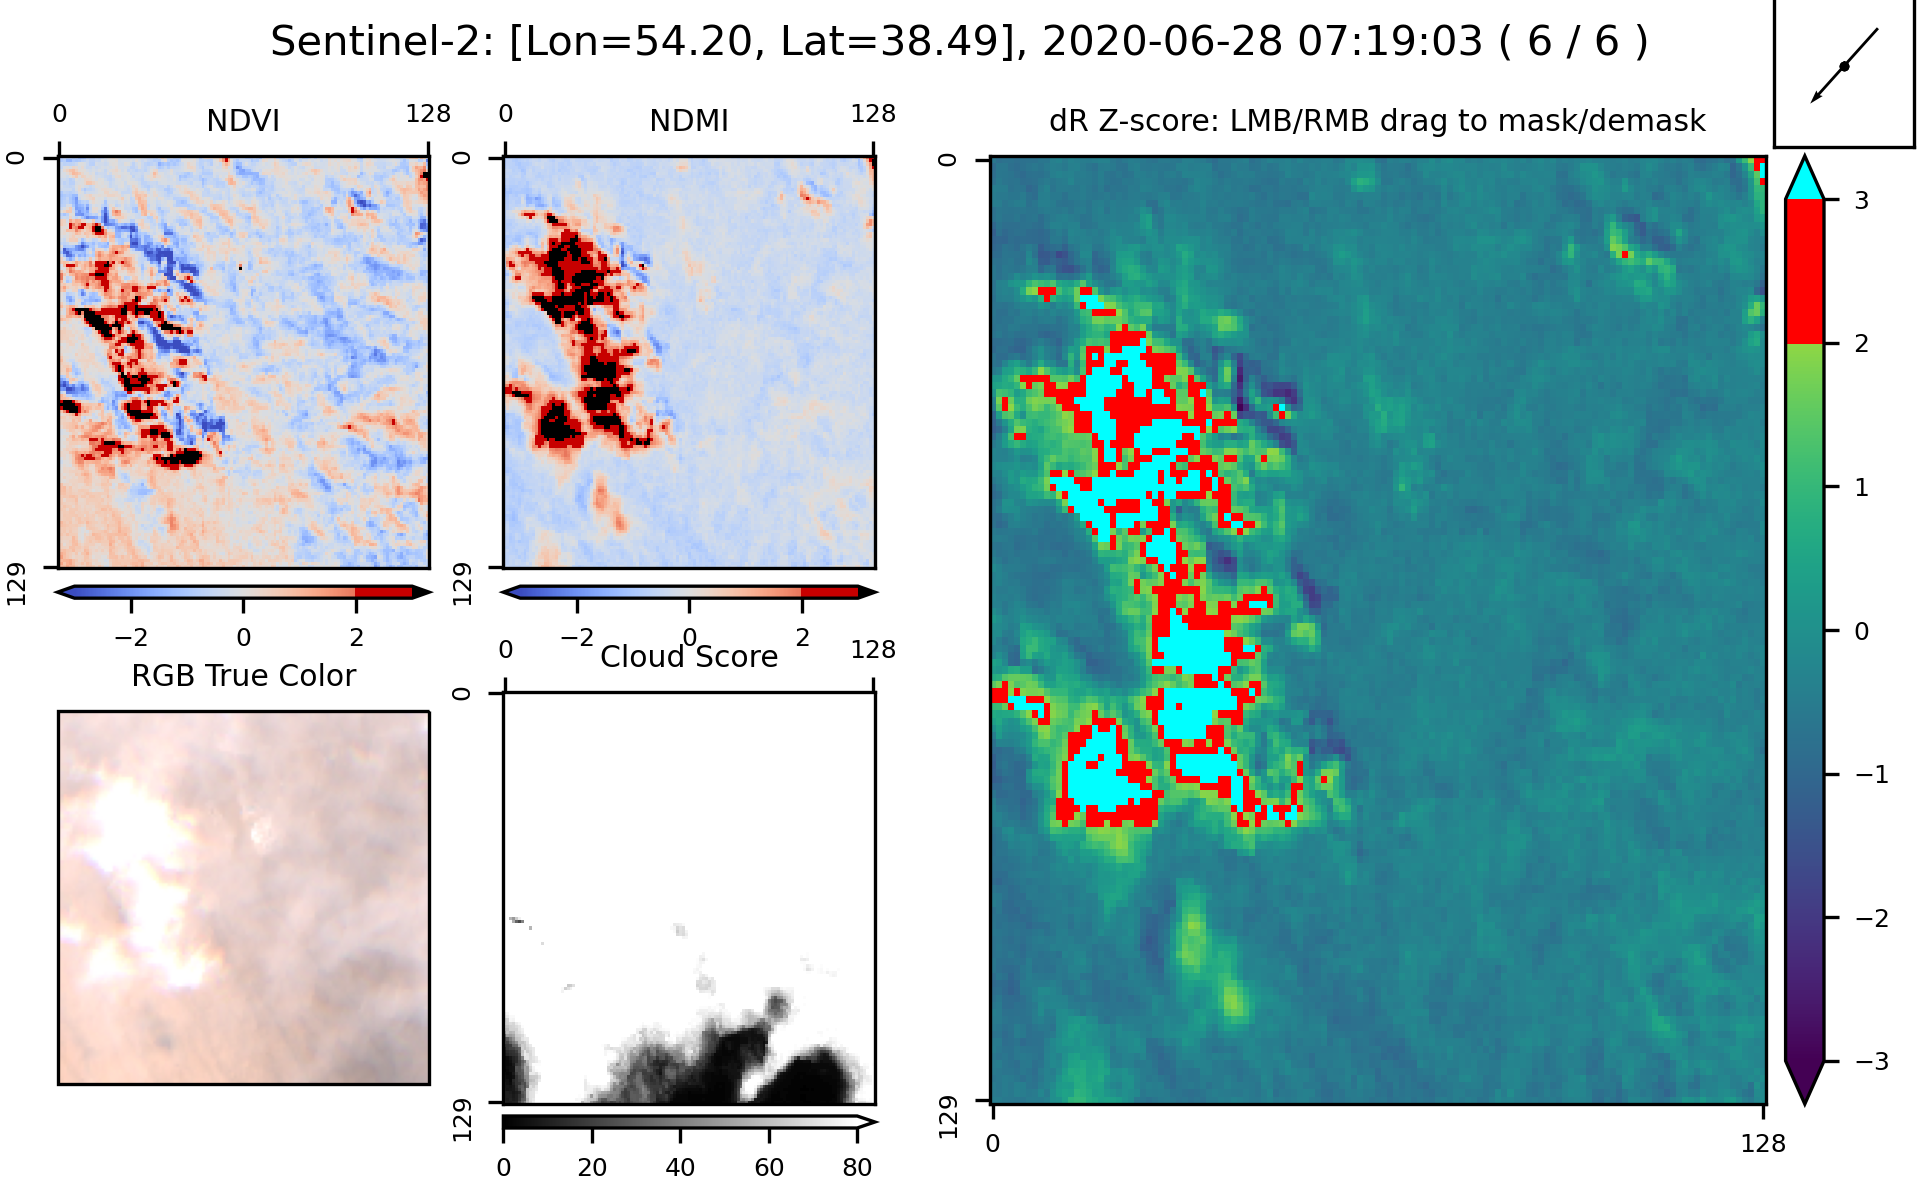 Sentinel-2: [Lon=54.20, Lat=38.49], 2020-06-28 07:19:03 ( 6 / 6 )
0 NDVI 128
0
129
−2 0 2
0 NDMI 128
0
129
−2 0 2
dR Z-score: LMB/RMB drag to mask/demask
0
129
0 128
3
2
1
0
−1
−2
−3
RGB True Color
0 Cloud Score 128
0
129
0 20 40 60 80